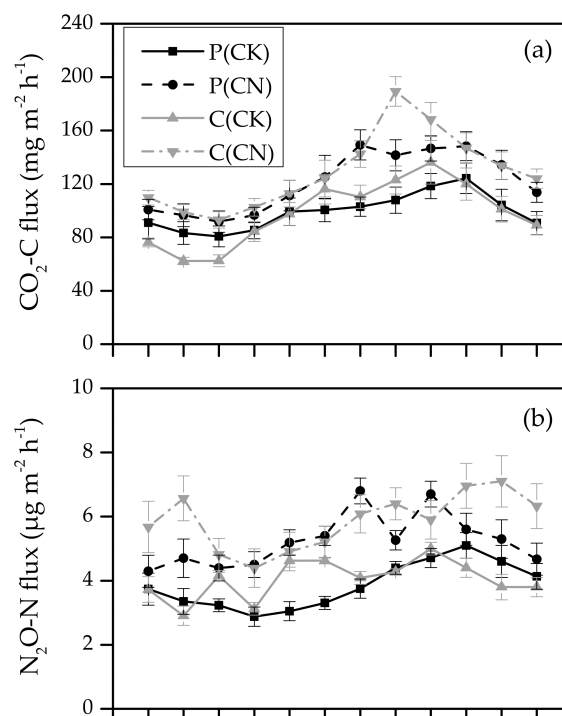 240
200
160
120
80
40
0
CO₂-C flux (mg m⁻² h⁻¹)
P(CK)
P(CN)
C(CK)
C(CN)
(a)
10
8
6
4
2
0
N₂O-N flux (µg m⁻² h⁻¹)
(b)